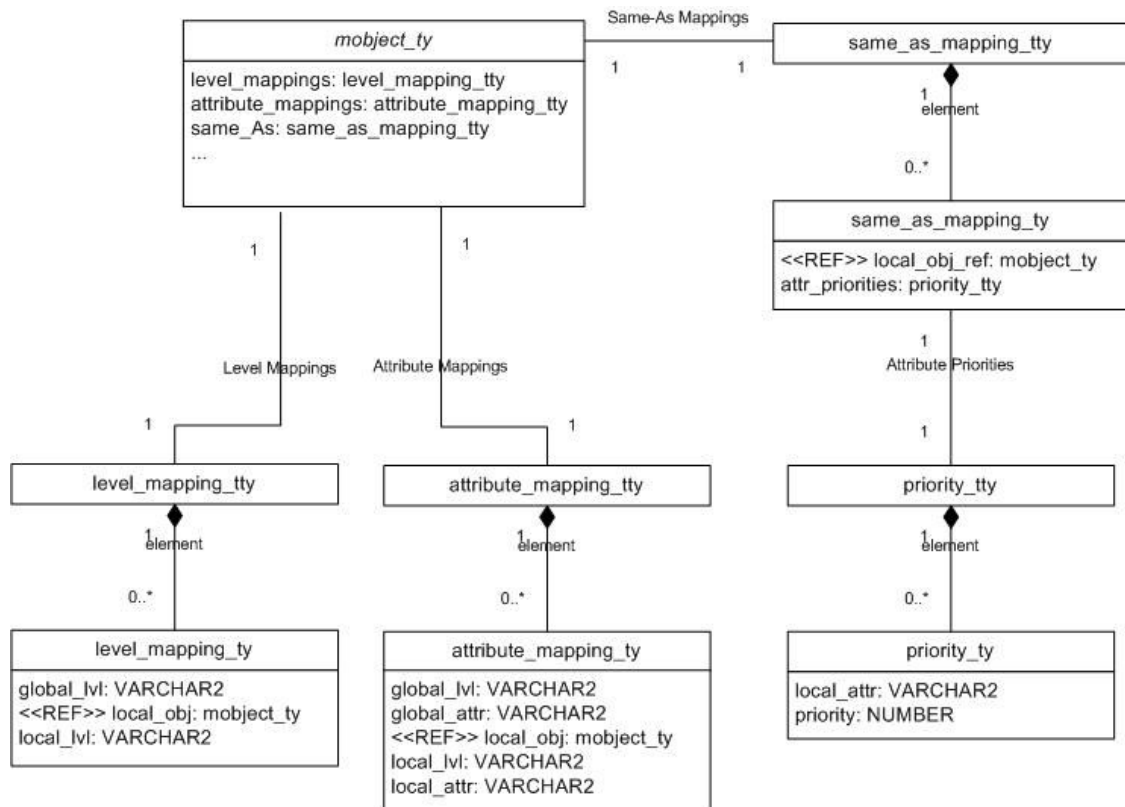 Same-As Mappings
mobject_ty
same_as_mapping_tty
level_mappings: level_mapping_tty
attribute_mappings: attribute_mapping_tty
same_As: same_as_mapping_tty
...
1
1
1
element
0..*
same_as_mapping_ty
<<REF>> local_obj_ref: mobject_ty
attr_priorities: priority_tty
1
1
1
Level Mappings
Attribute Mappings
Attribute Priorities
1
1
1
level_mapping_tty
attribute_mapping_tty
priority_tty
1
element
1
element
1
element
0..*
0..*
0..*
level_mapping_ty
global_lvl: VARCHAR2
<<REF>> local_obj: mobject_ty
local_lvl: VARCHAR2
attribute_mapping_ty
global_lvl: VARCHAR2
global_attr: VARCHAR2
<<REF>> local_obj: mobject_ty
local_lvl: VARCHAR2
local_attr: VARCHAR2
priority_ty
local_attr: VARCHAR2
priority: NUMBER